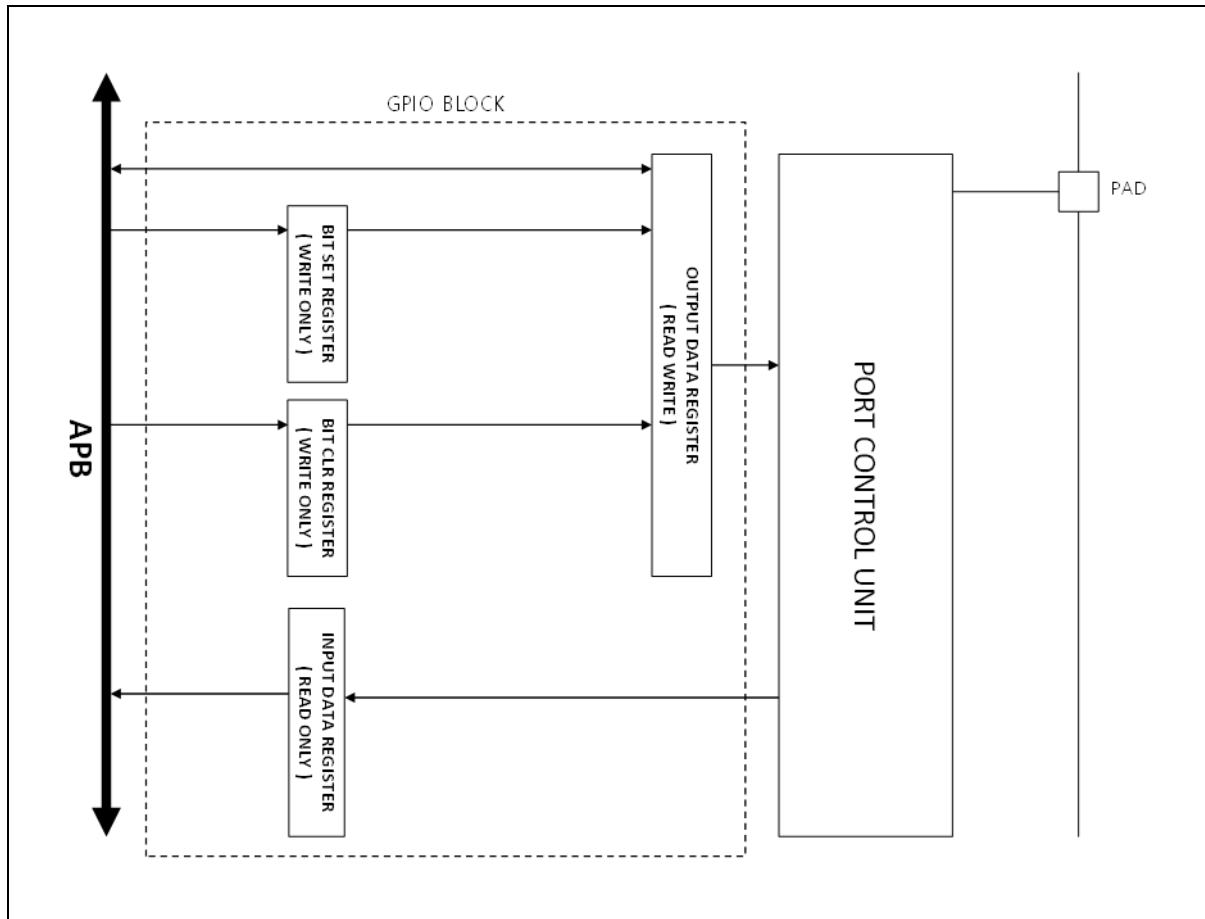 GPIO BLOCK
APB
BIT SET REGISTER
( WRITE ONLY )
BIT CLR REGISTER
( WRITE ONLY )
INPUT DATA REGISTER
( READ ONLY )
OUTPUT DATA REGISTER
( READ WRITE )
PORT CONTROL UNIT
PAD